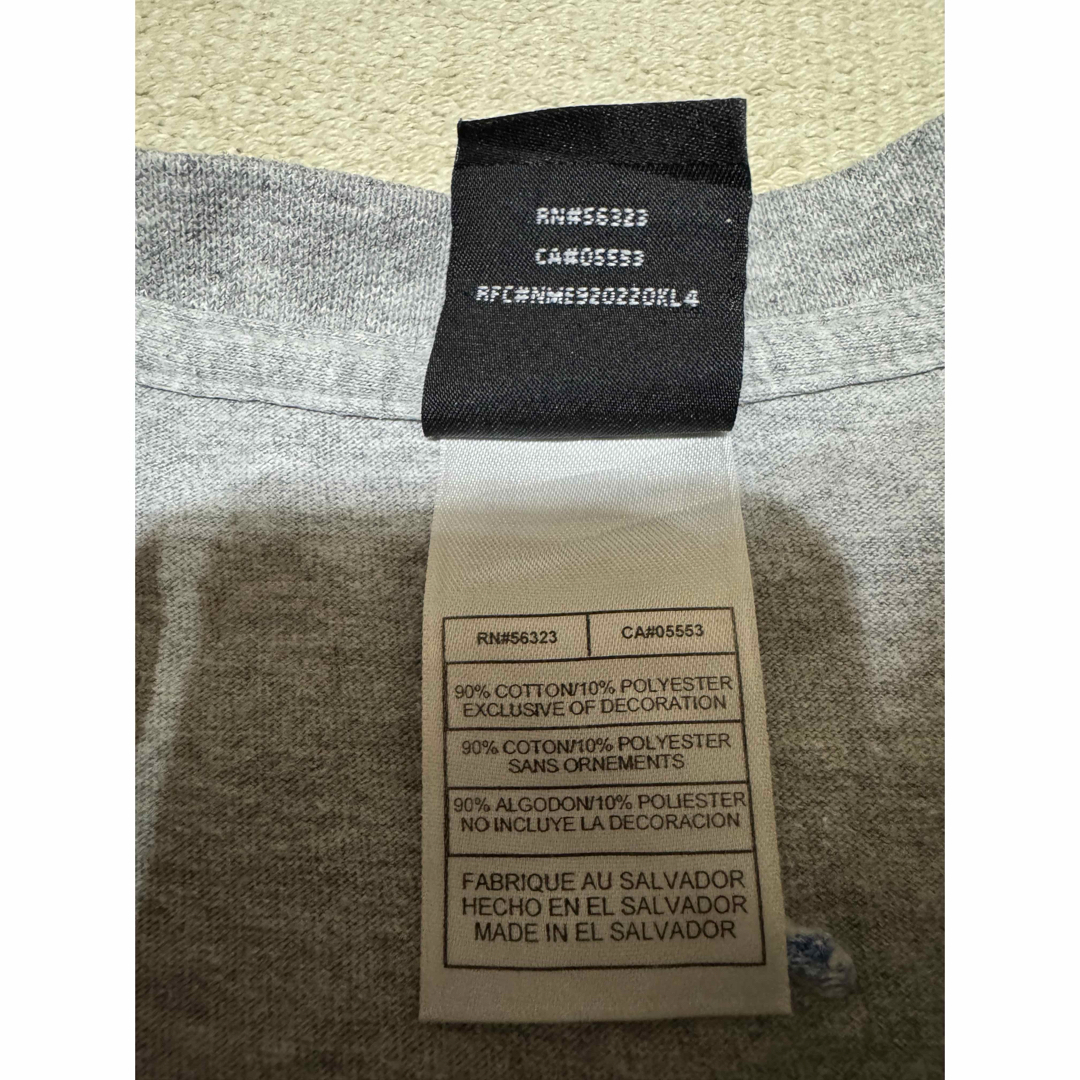 RN#56323
CA#05553
RFC#NME920220KL4
RN#56323 CA#05553
90% COTTON/10% POLYESTER
EXCLUSIVE OF DECORATION
90% COTON/10% POLYESTER
SANS ORNEMENTS
90% ALGODON/10% POLIESTER
NO INCLUYE LA DECORACION
FABRIQUE AU SALVADOR
HECHO EN EL SALVADOR
MADE IN EL SALVADOR